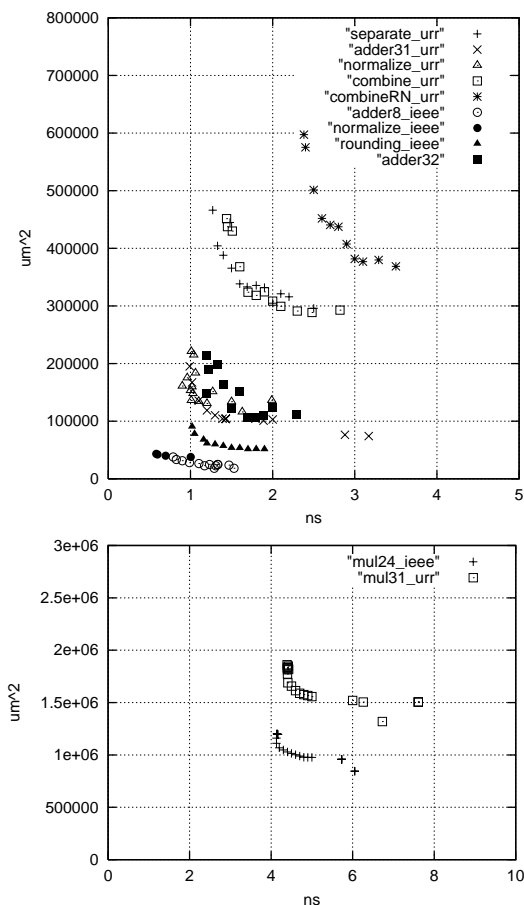 800000
700000
600000
500000
400000
300000
200000
100000
0
um^2
0 1 2 3 4 5
ns
"separate_urr"
"adder31_urr"
"normalize_urr"
"combine_urr"
"combineRN_urr"
"adder8_ieee"
"normalize_ieee"
"rounding_ieee"
"adder32"
3e+06
2.5e+06
2e+06
1.5e+06
1e+06
500000
0
um^2
0 2 4 6 8 10
ns
"mul24_ieee"
"mul31_urr"